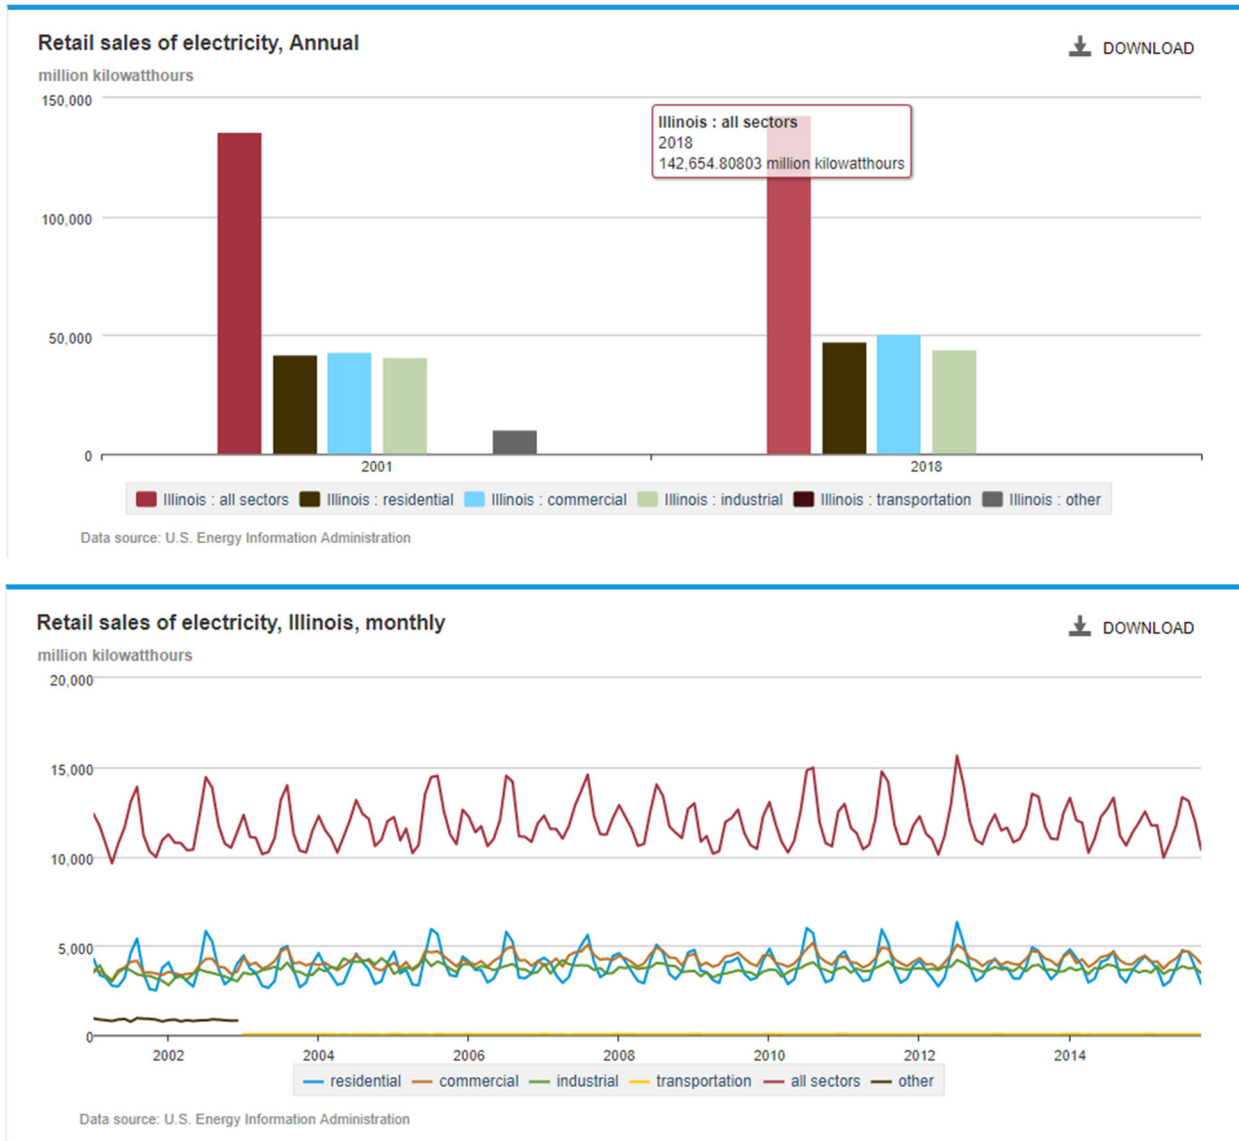 Retail sales of electricity, Annual
DOWNLOAD
million kilowatthours
150,000
100,000
50,000
0
Illinois : all sectors
2018
142,654.80803 million kilowatthours
2001
2018
Illinois : all sectors
Illinois : residential
Illinois : commercial
Illinois : industrial
Illinois : transportation
Illinois : other
Data source: U.S. Energy Information Administration
Retail sales of electricity, Illinois, monthly
DOWNLOAD
million kilowatthours
20,000
15,000
10,000
5,000
0
2002
2004
2006
2008
2010
2012
2014
residential
commercial
industrial
transportation
all sectors
other
Data source: U.S. Energy Information Administration